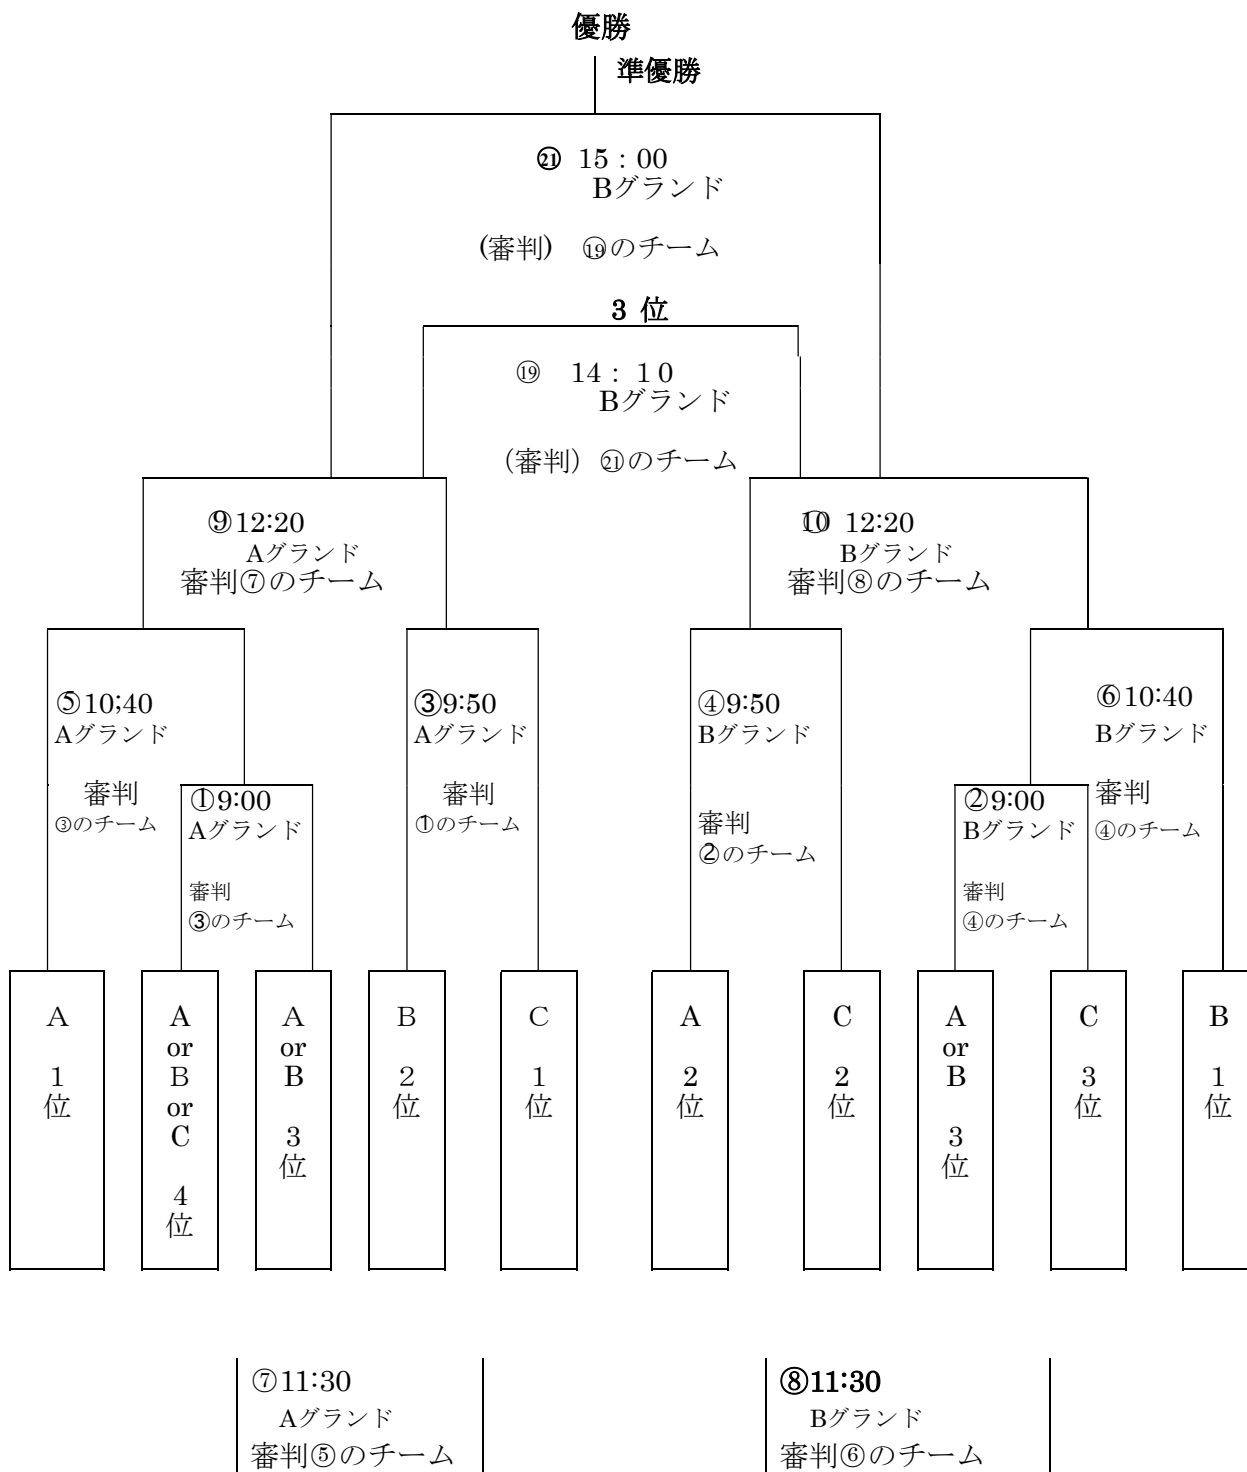 優勝
準優勝
㉑ 15：00
Bグランド
(審判) ⑲のチーム
3 位
⑲ 14：10
Bグランド
(審判) ㉑のチーム
⑨12:20
Aグランド
審判⑦のチーム
⑩ 12:20
Bグランド
審判⑧のチーム
⑤10;40
Aグランド
審判
③のチーム
①9:00
Aグランド
審判
③のチーム
③9:50
Aグランド
審判
①のチーム
④9:50
Bグランド
審判
②のチーム
②9:00
Bグランド
審判
④のチーム
⑥10:40
Bグランド
審判
④のチーム
A 1位
A or B or C 4位
A or B 3位
B 2位
C 1位
A 2位
C 2位
A or B 3位
C 3位
B 1位
⑦11:30
Aグランド
審判⑤のチーム
⑧11:30
Bグランド
審判⑥のチーム